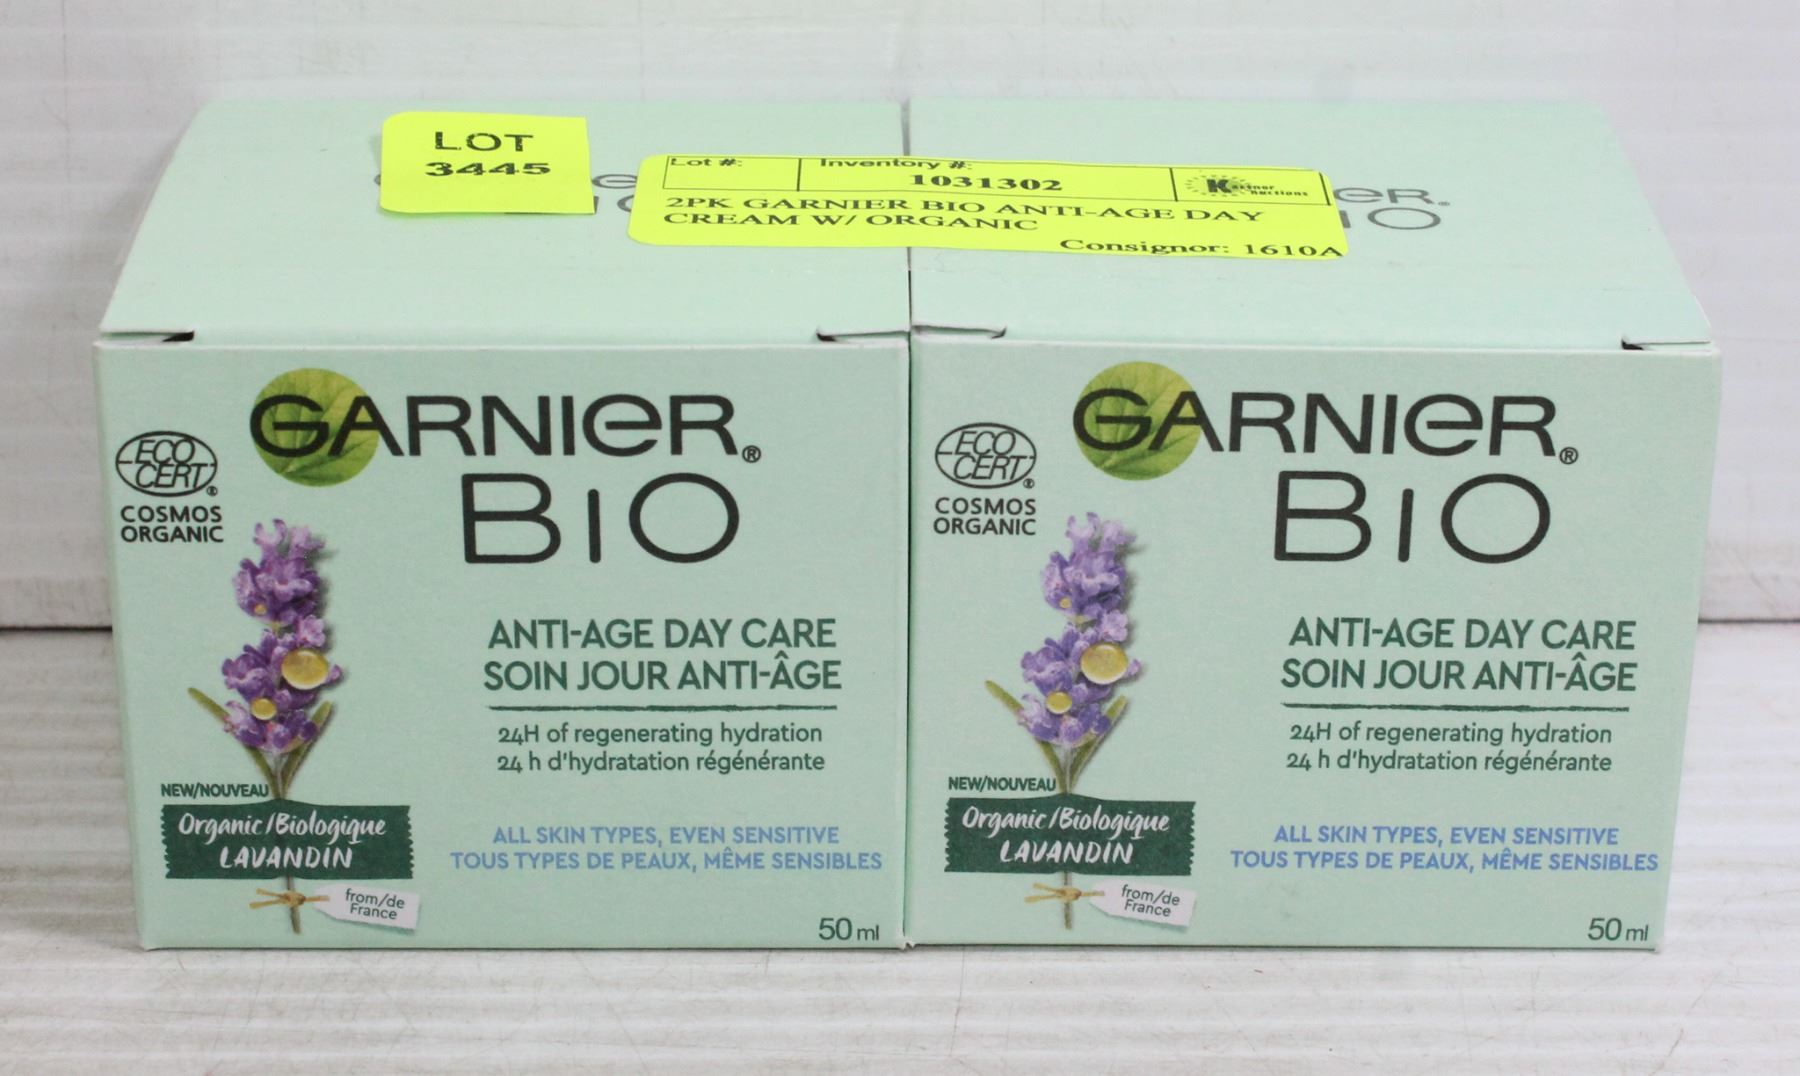 LOT
3445
Lot #:
Inventory #:
1031302
2PK GARNIER BIO ANTI-AGE DAY
CREAM W/ ORGANIC
Consignor: 1610A
eR®
IO
GARNIeR®
BIO
ECO
CERT®
COSMOS
ORGANIC
ANTI-AGE DAY CARE
SOIN JOUR ANTI-ÂGE
24H of regenerating hydration
24 h d'hydratation régénérante
NEW/NOUVEAU
Organic/Biologique
LAVANDIN
from/de
France
ALL SKIN TYPES, EVEN SENSITIVE
TOUS TYPES DE PEAUX, MÊME SENSIBLES
50 ml
GARNIeR®
BIO
ECO
CERT®
COSMOS
ORGANIC
ANTI-AGE DAY CARE
SOIN JOUR ANTI-ÂGE
24H of regenerating hydration
24 h d'hydratation régénérante
NEW/NOUVEAU
Organic/Biologique
LAVANDIN
from/de
France
ALL SKIN TYPES, EVEN SENSITIVE
TOUS TYPES DE PEAUX, MÊME SENSIBLES
50 ml